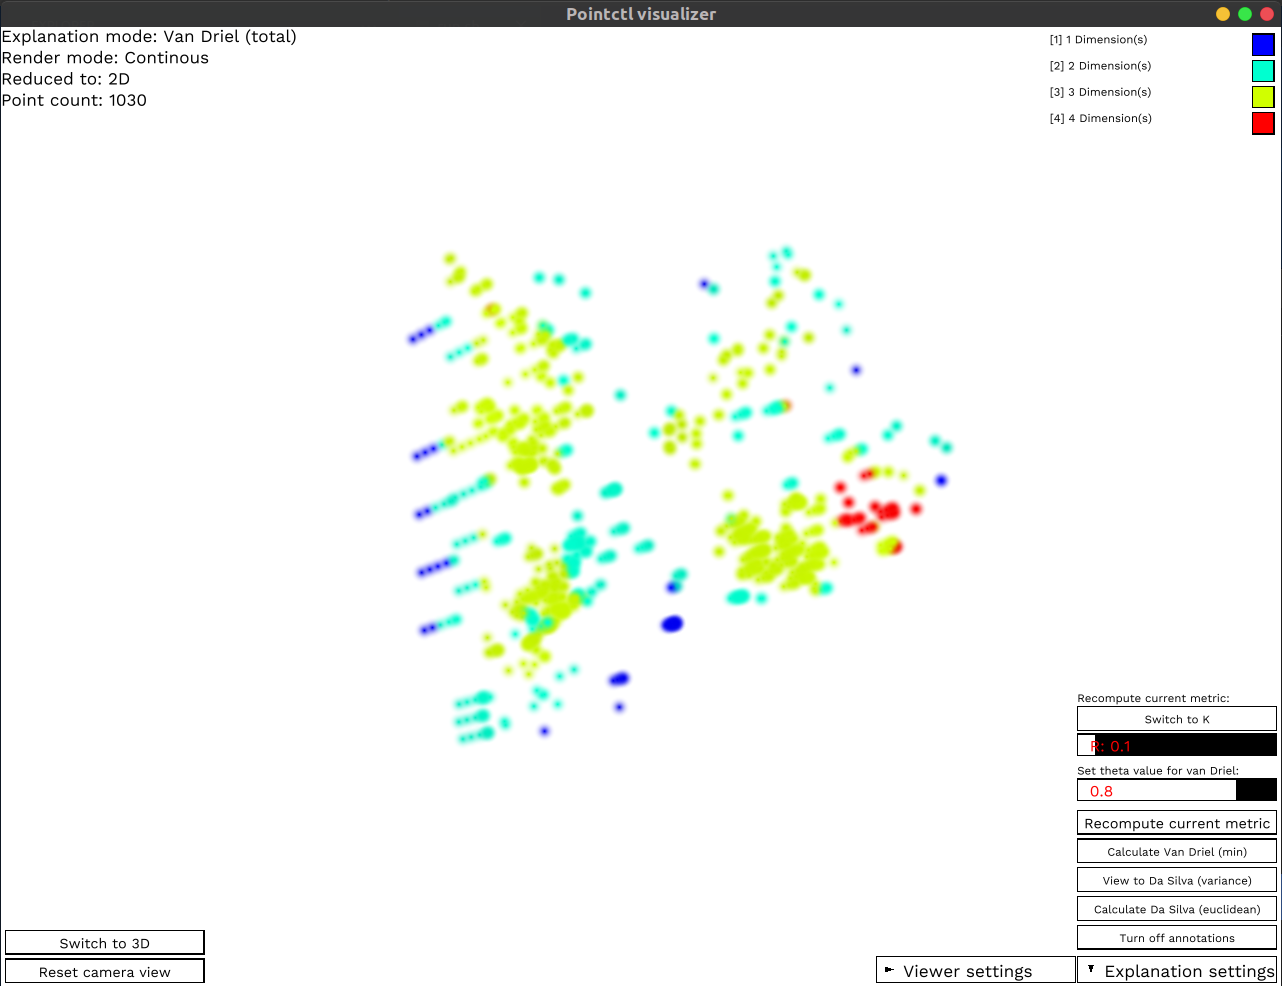 Pointctl visualizer
Explanation mode: Van Driel (total)
Render mode: Continous
Reduced to: 2D
Point count: 1030
[1] 1 Dimension(s)
[2] 2 Dimension(s)
[3] 3 Dimension(s)
[4] 4 Dimension(s)
Recompute current metric:
Switch to K
R: 0.1
Set theta value for van Driel:
0.8
Recompute current metric
Calculate Van Driel (min)
View to Da Silva (variance)
Calculate Da Silva (euclidean)
Turn off annotations
Switch to 3D
Reset camera view
Viewer settings
Explanation settings